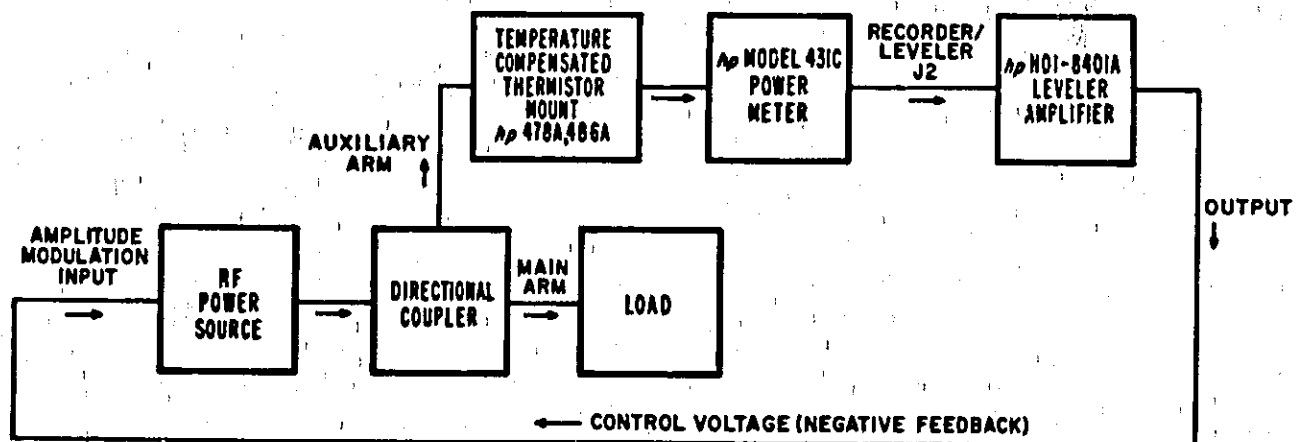 TEMPERATURE
COMPENSATED
THERMISTOR
MOUNT
hp 478A,486A
hp MODEL 431C
POWER
METER
RECORDER/
LEVELER
J2
hp H01-8401A
LEVELER
AMPLIFIER
AUXILIARY
ARM
OUTPUT
AMPLITUDE
MODULATION
INPUT
RF
POWER
SOURCE
DIRECTIONAL
COUPLER
MAIN
ARM
LOAD
CONTROL VOLTAGE (NEGATIVE FEEDBACK)